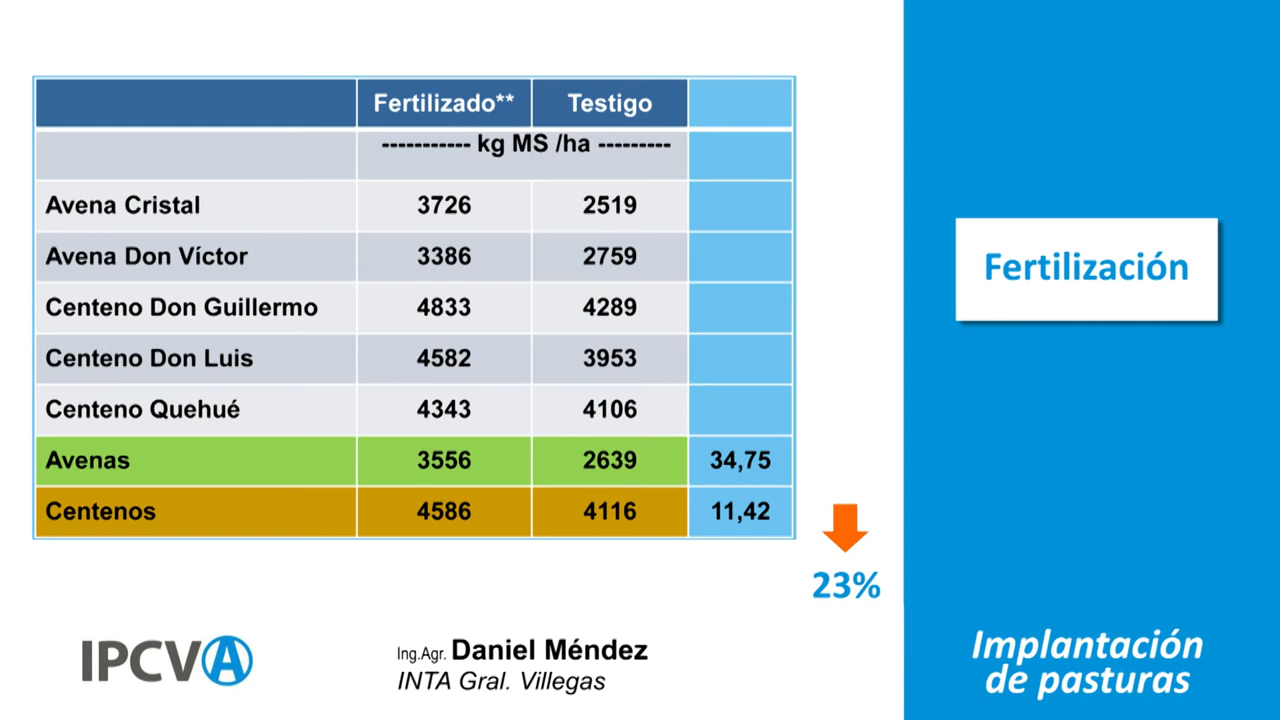 Fertilizado** Testigo
----------- kg MS /ha ---------
Avena Cristal 3726 2519
Avena Don Víctor 3386 2759
Centeno Don Guillermo 4833 4289
Centeno Don Luis 4582 3953
Centeno Quehué 4343 4106
Avenas 3556 2639 34,75
Centenos 4586 4116 11,42
23%
Fertilización
IPCVA
Ing.Agr. Daniel Méndez
INTA Gral. Villegas
Implantación
de pasturas